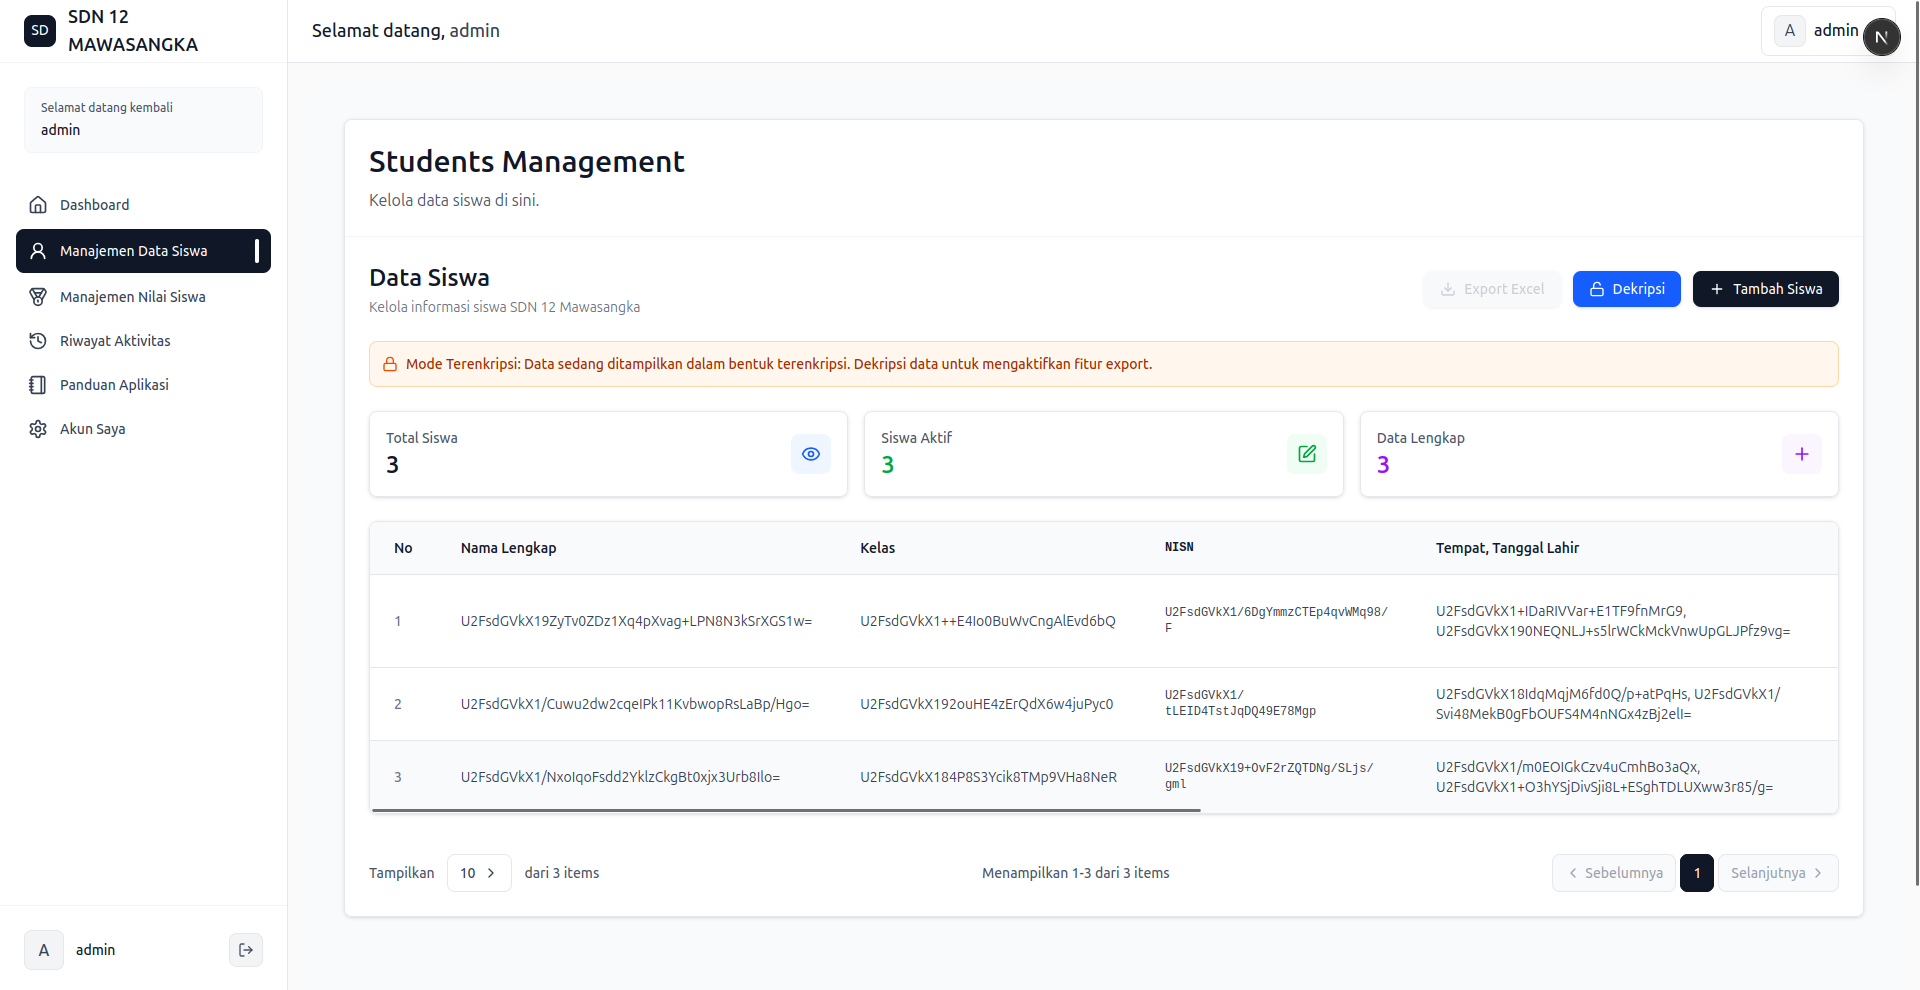 SD
SDN 12
MAWASANGKA
Selamat datang, admin
A
admin
N
Selamat datang kembali
admin
Dashboard
Manajemen Data Siswa
Manajemen Nilai Siswa
Riwayat Aktivitas
Panduan Aplikasi
Akun Saya
Students Management
Kelola data siswa di sini.
Data Siswa
Kelola informasi siswa SDN 12 Mawasangka
Export Excel
Dekripsi
Tambah Siswa
Mode Terenkripsi: Data sedang ditampilkan dalam bentuk terenkripsi. Dekripsi data untuk mengaktifkan fitur export.
Total Siswa
3
Siswa Aktif
3
Data Lengkap
3
No Nama Lengkap Kelas NISN Tempat, Tanggal Lahir
1
U2FsdGVkX19ZyTv0ZDz1Xq4pXvag+LPN8N3kSrXGS1w=
U2FsdGVkX1++E4Io0BuWvCngAlEvd6bQ
U2FsdGVkX1/6DgYmmzCTEp4qvWMq98/
F
U2FsdGVkX1+IDaRIVVar+E1TF9fnMrG9,
U2FsdGVkX190NEQNLJ+s5lrWCkMckVnwUpGLJPfz9vg=
2
U2FsdGVkX1/Cuwu2dw2cqeIPk11KvbwopRsLaBp/Hgo=
U2FsdGVkX192ouHE4zErQdX6w4juPyc0
U2FsdGVkX1/
tLEID4TstJqDQ49E78Mgp
U2FsdGVkX18IdqMqjM6fd0Q/p+atPqHs, U2FsdGVkX1/
Svi48MekB0gFbOUFS4M4nNGx4zBj2elI=
3
U2FsdGVkX1/NxoIqoFsdd2YklzCkgBt0xjx3Urb8Ilo=
U2FsdGVkX184P8S3Ycik8TMp9VHa8NeR
U2FsdGVkX19+OvF2rZQTDNg/SLjs/
gml
U2FsdGVkX1/m0EOIGkCzv4uCmhBo3aQx,
U2FsdGVkX1+O3hYSjDivSji8L+ESghTDLUXww3r85/g=
Tampilkan 10 dari 3 items
Menampilkan 1-3 dari 3 items
Sebelumnya
1
Selanjutnya
A
admin